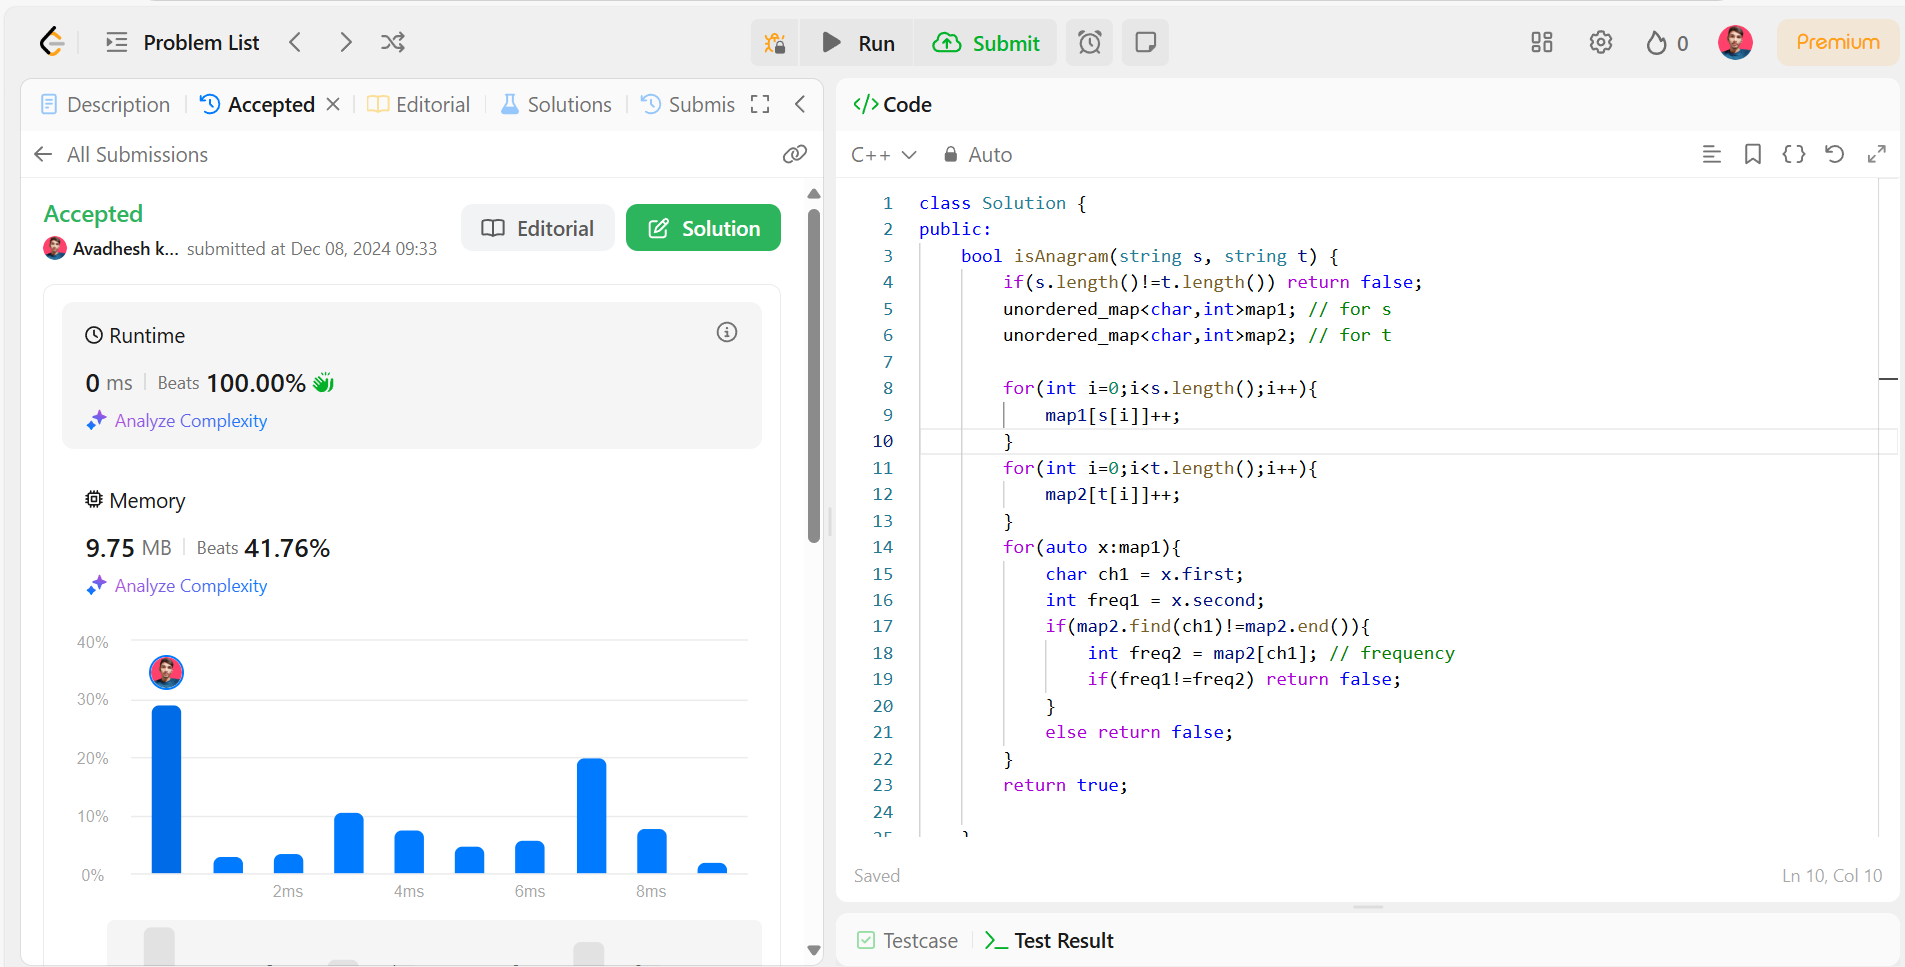 Problem List
Run
Submit
0
Premium
Description
Accepted
Editorial
Solutions
Submis
All Submissions
Accepted
Avadhesh k... submitted at Dec 08, 2024 09:33
Editorial
Solution
Runtime
0 ms Beats 100.00%
Analyze Complexity
Memory
9.75 MB Beats 41.76%
Analyze Complexity
40%
30%
20%
10%
0%
2ms 4ms 6ms 8ms
</> Code
C++ Auto
1 class Solution {
2 public:
3     bool isAnagram(string s, string t) {
4         if(s.length()!=t.length()) return false;
5         unordered_map<char,int>map1; // for s
6         unordered_map<char,int>map2; // for t
7
8         for(int i=0;i<s.length();i++){
9             map1[s[i]]++;
10         }
11         for(int i=0;i<t.length();i++){
12             map2[t[i]]++;
13         }
14         for(auto x:map1){
15             char ch1 = x.first;
16             int freq1 = x.second;
17             if(map2.find(ch1)!=map2.end()){
18                 int freq2 = map2[ch1]; // frequency
19                 if(freq1!=freq2) return false;
20             }
21             else return false;
22         }
23         return true;
24
25     }
Saved
Ln 10, Col 10
Testcase
Test Result